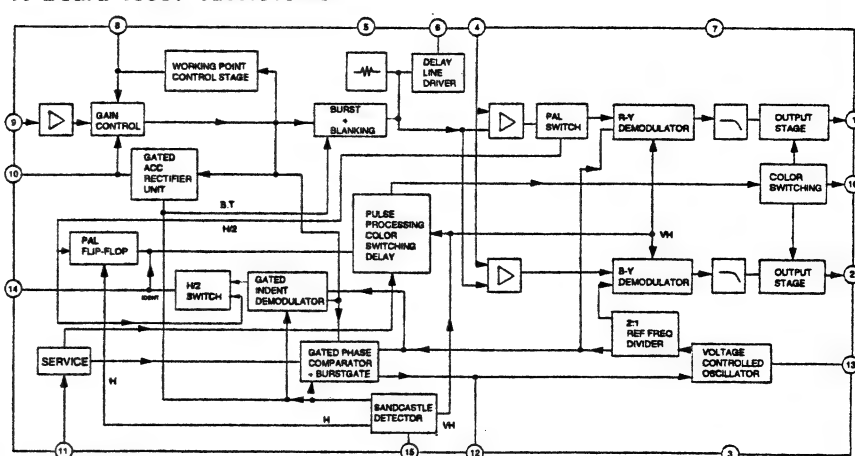 8
5
6
4
7
WORKING POINT
CONTROL STAGE
DELAY
LINE
DRIVER
9
GAIN
CONTROL
BURST
+
BLANKING
PAL
SWITCH
R-Y
DEMODULATOR
OUTPUT
STAGE
1
10
GATED
ACC
RECTIFIER
UNIT
COLOR
SWITCHING
16
B.T
H/2
PULSE
PROCESSING
COLOR
SWITCHING
DELAY
VH
PAL
FLIP-FLOP
14
IDENT
H/2
SWITCH
GATED
INDENT
DEMODULATOR
B-Y
DEMODULATOR
OUTPUT
STAGE
2
2:1
REF FREQ
DIVIDER
SERVICE
GATED PHASE
COMPARATOR
+ BURSTGATE
VOLTAGE
CONTROLLED
OSCILLATOR
13
H
H
SANDCASTLE
DETECTOR
VH
11
15
12
3